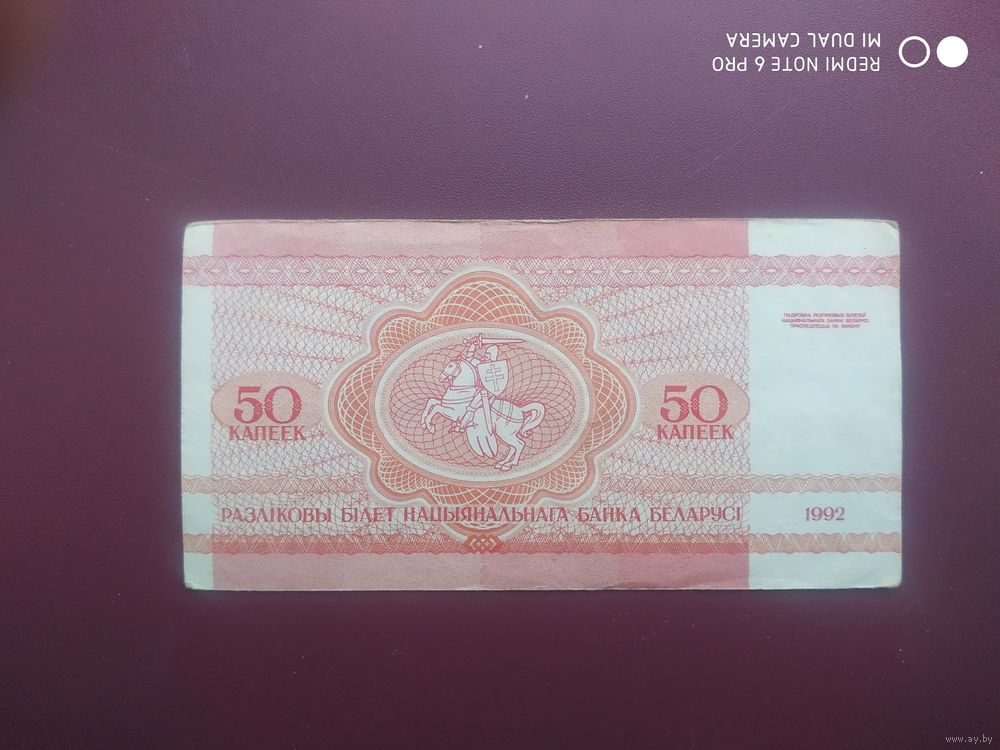 REDMI NOTE 6 PRO
MI DUAL CAMERA
ПАДРОБКА РАЗЛІКОВЫХ БІЛЕТАЎ
НАЦЫЯНАЛЬНАГА БАНКА БЕЛАРУСІ
ПРАСЛЕДУЕЦЦА ПА ЗАКОНУ
50
КАПЕЕК
50
КАПЕЕК
РАЗЛІКОВЫ БІЛЕТ НАЦЫЯНАЛЬНАГА БАНКА БЕЛАРУСІ 1992
www.ay.by